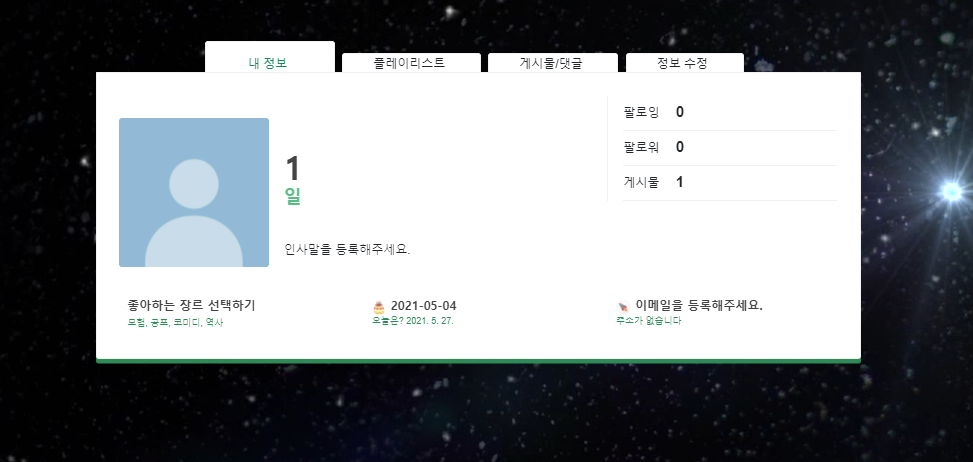 내 정보
플레이리스트
게시물/댓글
정보 수정
팔로잉 0
팔로워 0
게시물 1
1
일
인사말을 등록해주세요.
좋아하는 장르 선택하기
모험, 공포, 코미디, 역사
2021-05-04
오늘은? 2021. 5. 27.
이메일을 등록해주세요.
주소가 없습니다